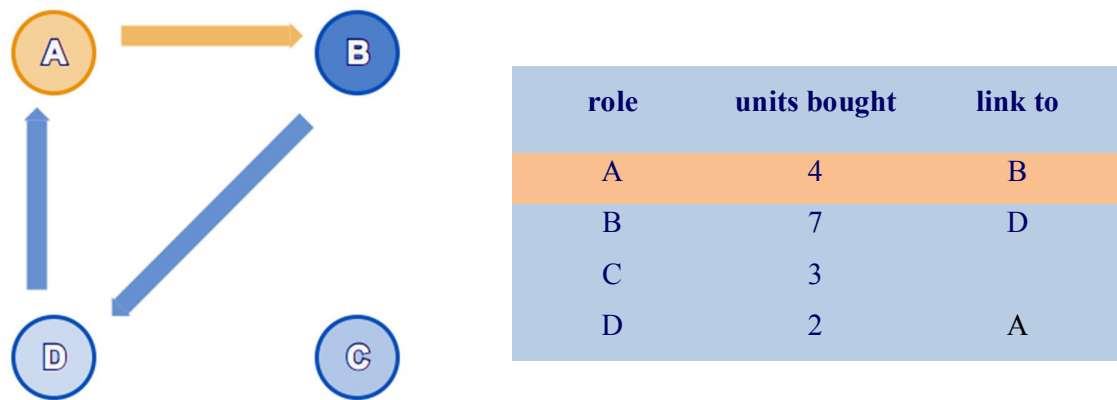 A B
D C
role units bought link to
A 4 B
B 7 D
C 3
D 2 A